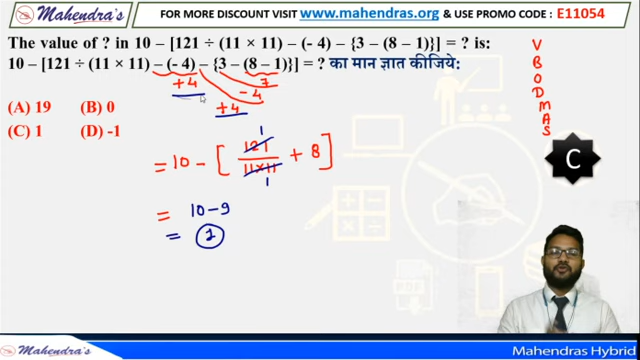 Mahendra's
FOR MORE DISCOUNT VISIT www.mahendras.org & USE PROMO CODE: E11054
The value of ? in 10 – [121 ÷ (11 × 11) – (- 4) – {3 – (8 – 1)}] = ? is:
10 – [121 ÷ (11 × 11) – (- 4) – {3 – (8 – 1)}] = ? का मान ज्ञात कीजिये:
+4 7
- 4
+4
(A) 19 (B) 0
(C) 1 (D) -1
V
B
O
D
M
A
S
C
1
= 10 - [ 121 / 11×11 + 8 ]
1
= 10 - 9
= 1
Mahendra's
Mahendras Hybrid